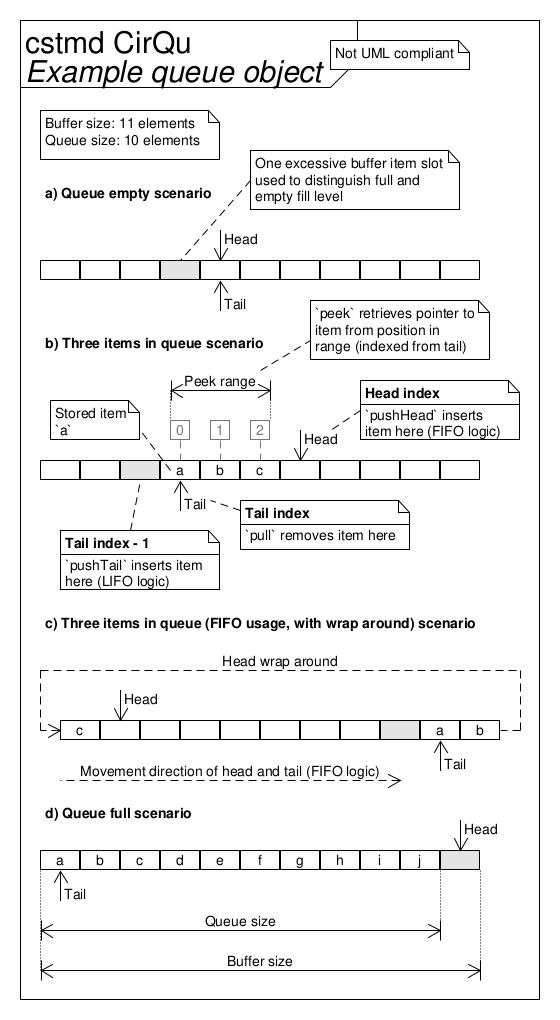 cstmd CirQu
Example queue object
Not UML compliant
Buffer size: 11 elements
Queue size: 10 elements
One excessive buffer item slot
used to distinguish full and
empty fill level
a) Queue empty scenario
Head
Tail
`peek` retrieves pointer to
item from position in
range (indexed from tail)
b) Three items in queue scenario
Peek range
Head index
`pushHead` inserts
item here (FIFO logic)
Stored item
`a`
0 1 2
Head
a b c
Tail
Tail index
`pull` removes item here
Tail index - 1
`pushTail` inserts item
here (LIFO logic)
c) Three items in queue (FIFO usage, with wrap around) scenario
Head wrap around
Head
c a b
Tail
Movement direction of head and tail (FIFO logic)
d) Queue full scenario
Head
a b c d e f g h i j
Tail
Queue size
Buffer size